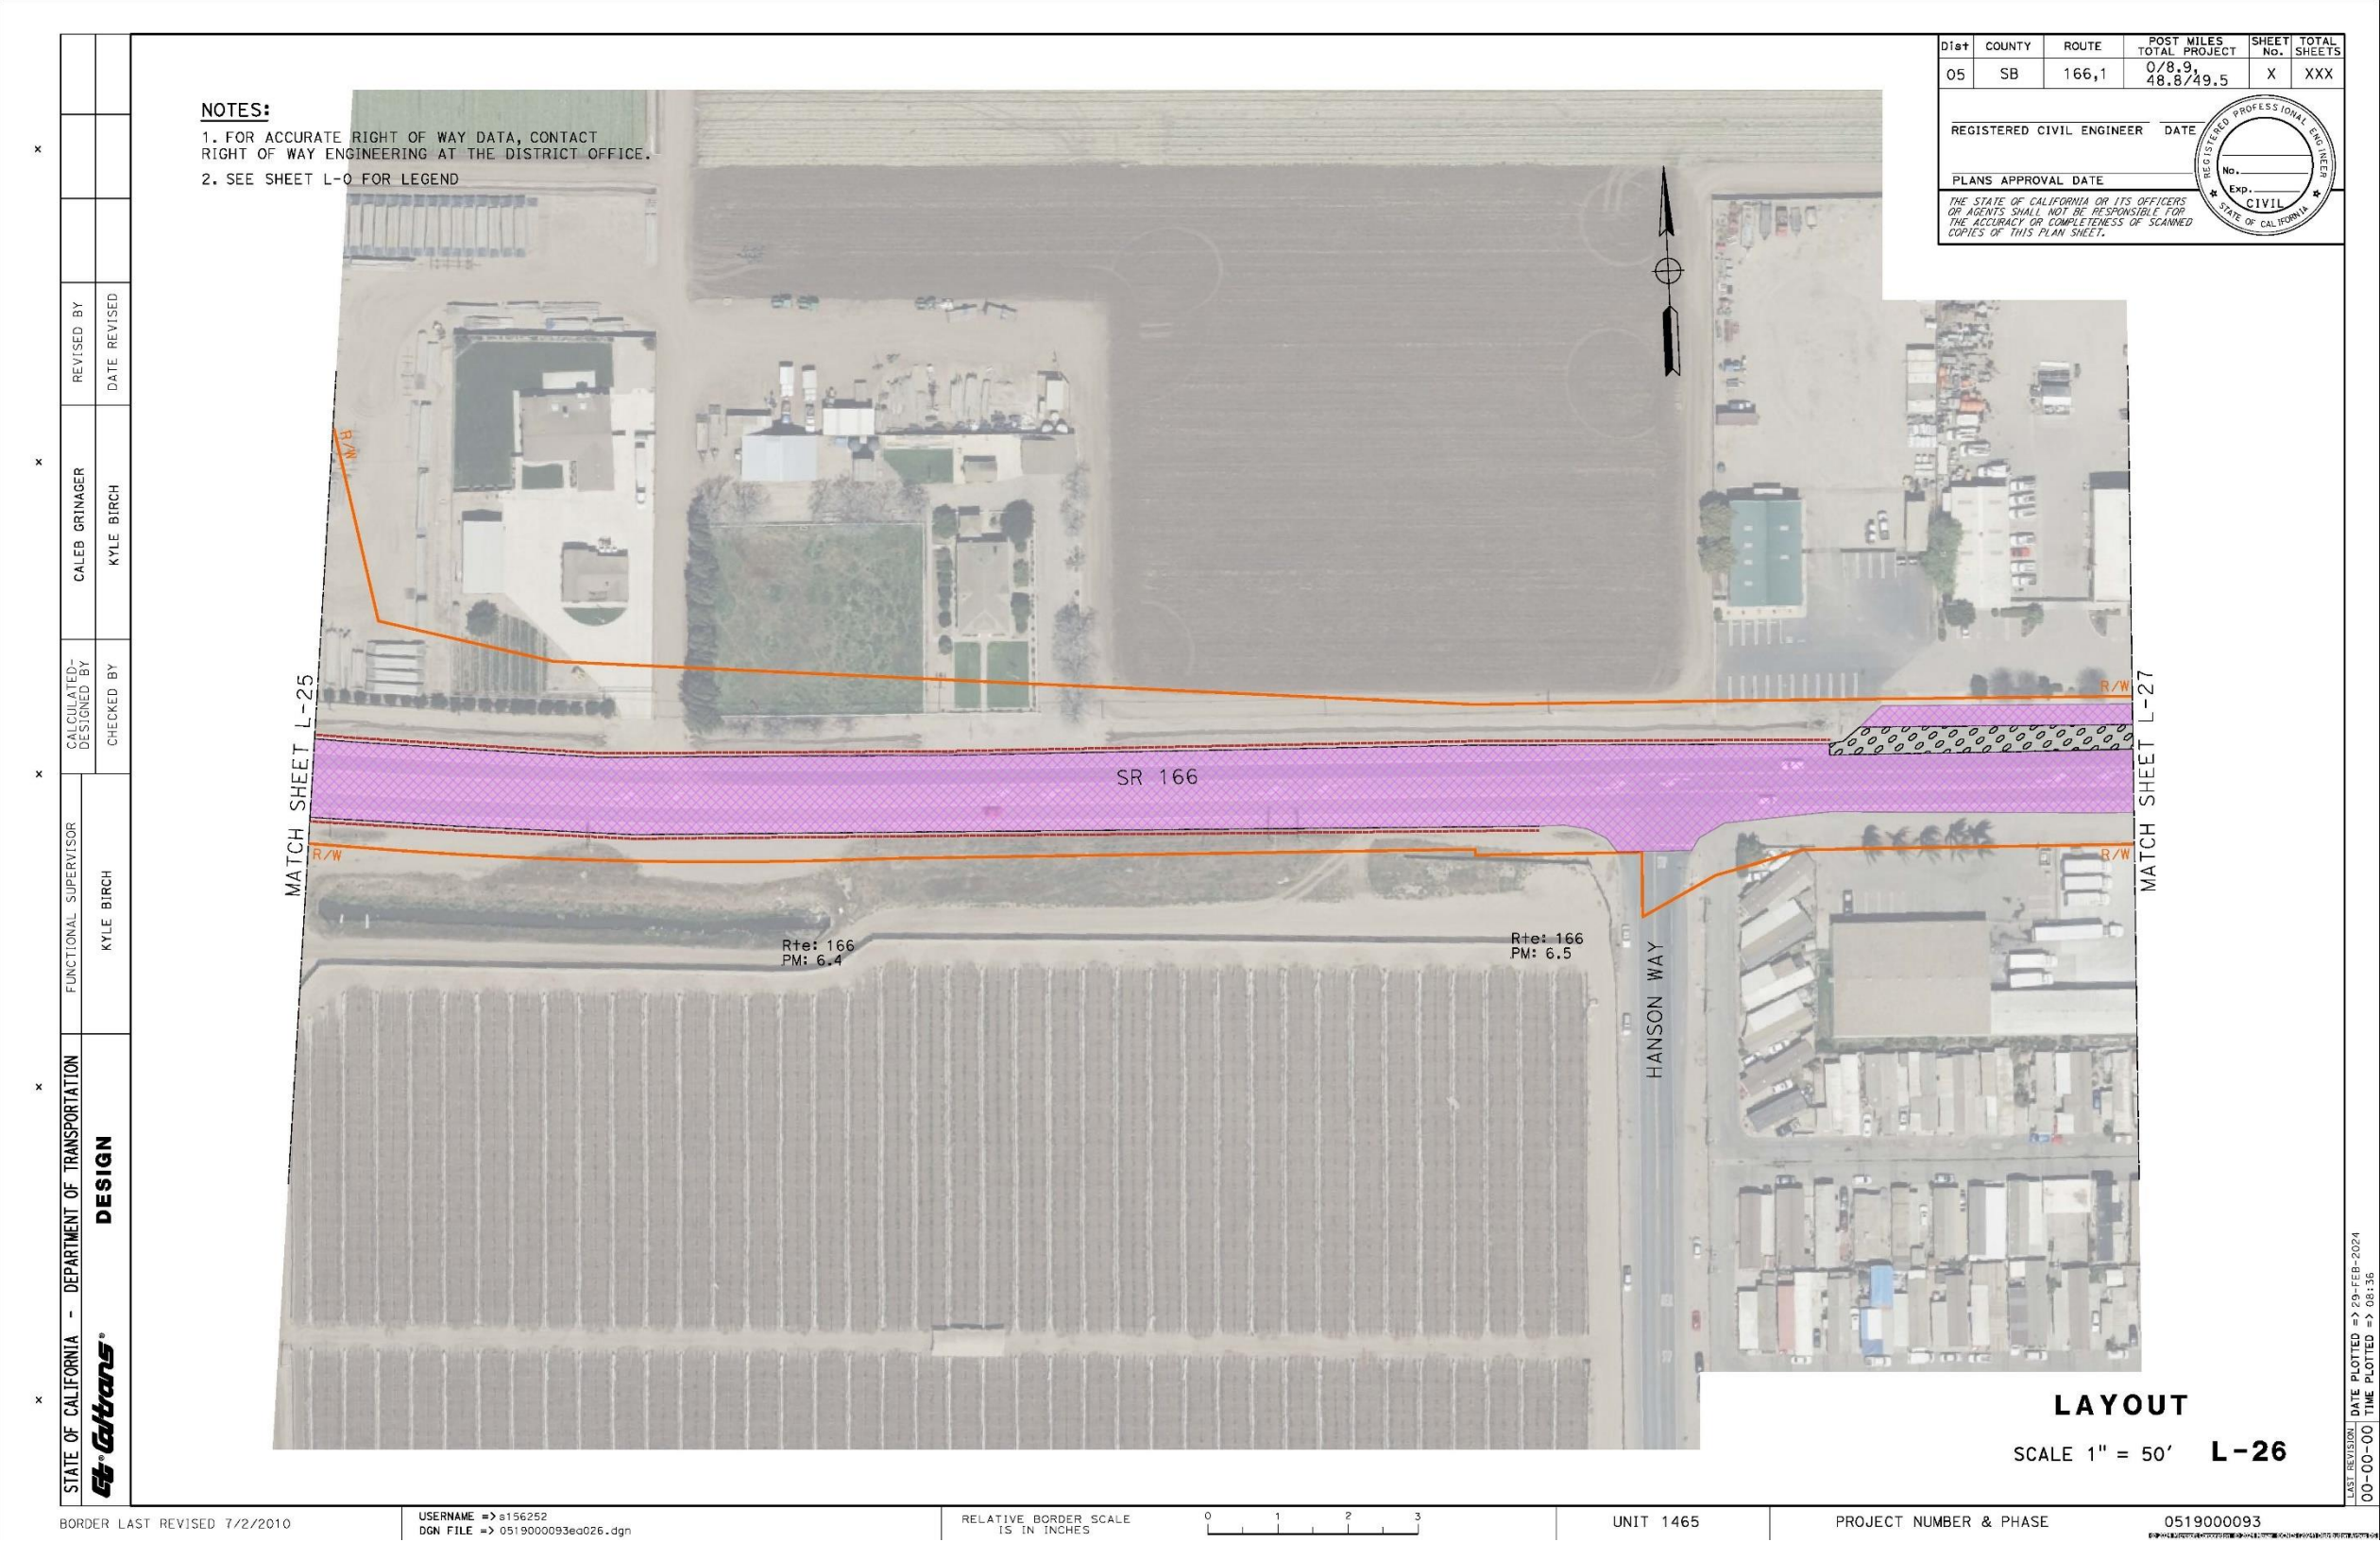 Dist COUNTY ROUTE POST MILES TOTAL PROJECT SHEET No. TOTAL SHEETS
05 SB 166,1 0/8.9, 48.8/49.5 X XXX
REGISTERED CIVIL ENGINEER DATE
PLANS APPROVAL DATE
THE STATE OF CALIFORNIA OR ITS OFFICERS
OR AGENTS SHALL NOT BE RESPONSIBLE FOR
THE ACCURACY OR COMPLETENESS OF SCANNED
COPIES OF THIS PLAN SHEET.
REGISTERED PROFESSIONAL ENGINEER
No.
Exp.
CIVIL
STATE OF CALIFORNIA
NOTES:
1. FOR ACCURATE RIGHT OF WAY DATA, CONTACT
RIGHT OF WAY ENGINEERING AT THE DISTRICT OFFICE.
2. SEE SHEET L-0 FOR LEGEND
x
x
x
x
x
REVISED BY
DATE REVISED
CALEB GRINAGER
KYLE BIRCH
CALCULATED-
DESIGNED BY
CHECKED BY
FUNCTIONAL SUPERVISOR
KYLE BIRCH
STATE OF CALIFORNIA - DEPARTMENT OF TRANSPORTATION
DESIGN
Et Caltrans
R/W
R/W
MATCH SHEET L-25
SR 166
MATCH SHEET L-27
R/W
R/W
Rte: 166
PM: 6.4
Rte: 166
PM: 6.5
HANSON WAY
LAYOUT
SCALE 1" = 50' L-26
LAST REVISION
00-00-00
DATE PLOTTED => 29-FEB-2024
TIME PLOTTED => 08:36
BORDER LAST REVISED 7/2/2010
USERNAME => s156252
DGN FILE => 0519000093ea026.dgn
RELATIVE BORDER SCALE
IS IN INCHES
0 1 2 3
UNIT 1465
PROJECT NUMBER & PHASE
0519000093